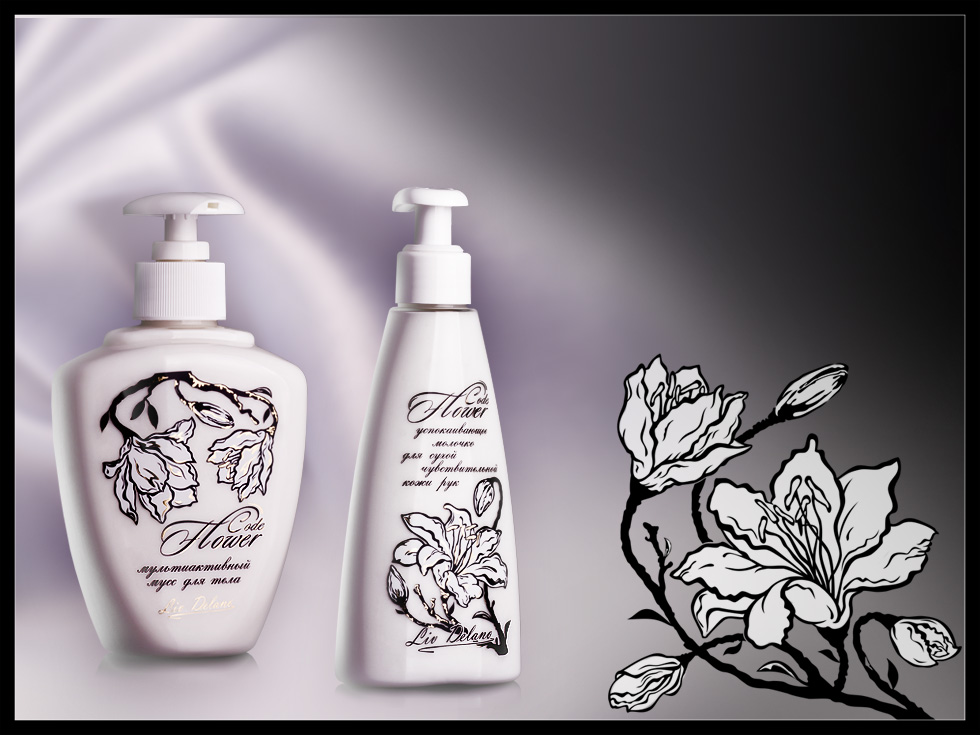 Code
Flower
мультиактивный
мусс для тела
Liv Delano
Code
Flower
успокаивающее
молочко
для сухой
чувствительной
кожи рук
Liv Delano